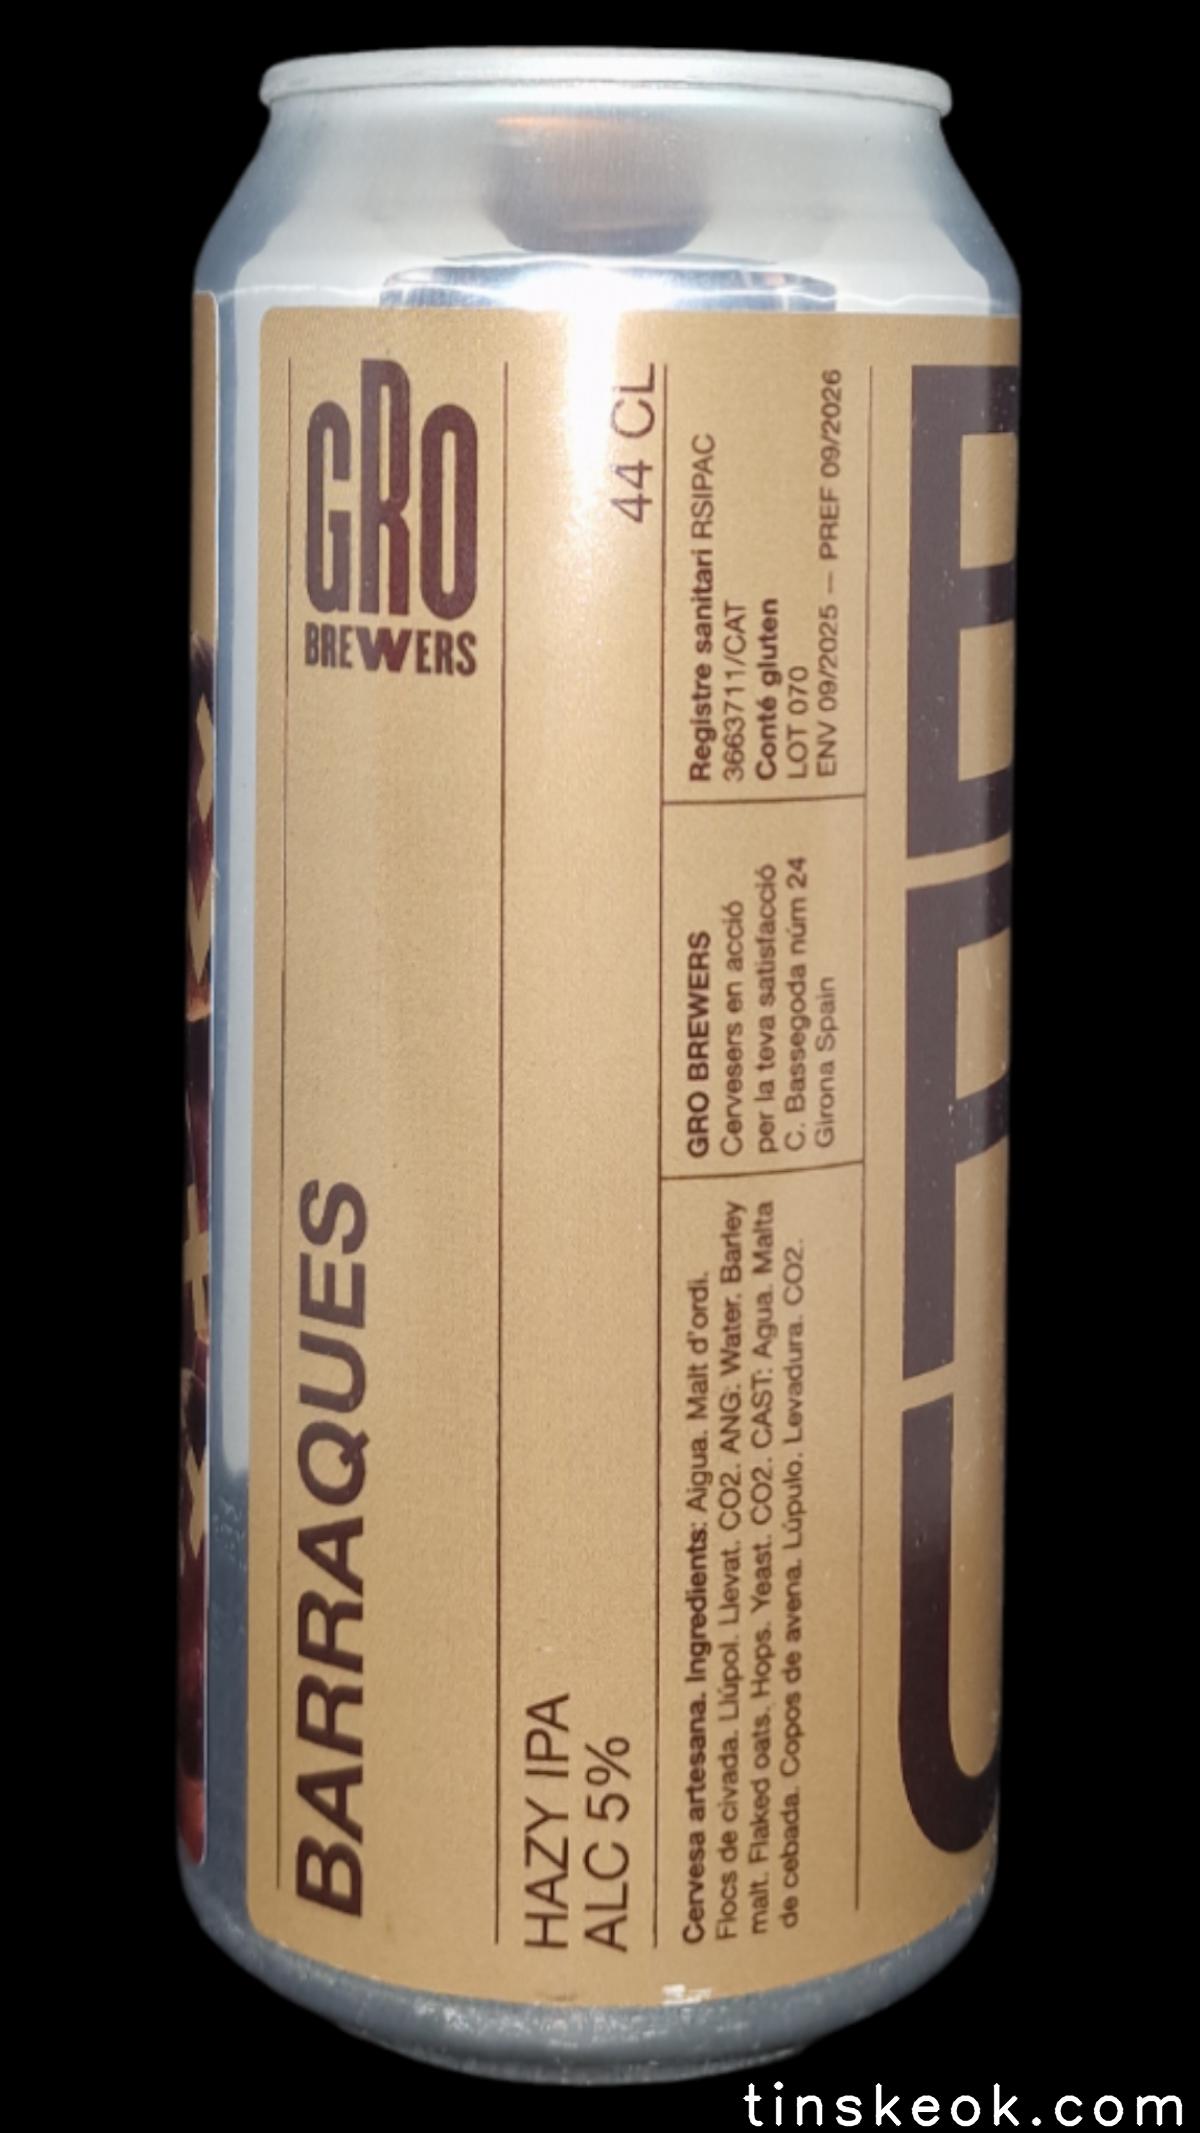 BARRAQUES
GRO
BREWERS
HAZY IPA
ALC 5%
44 CL
Cervesa artesana. Ingredients: Aigua. Malt d'ordi.
Flocs de civada. Llúpol. Llevat. CO2. ANG: Water. Barley
malt. Flaked oats. Hops. Yeast. CO2. CAST: Agua. Malta
de cebada. Copos de avena. Lúpulo. Levadura. CO2.
GRO BREWERS
Cervesers en acció
per la teva satisfacció
C. Bassegoda núm 24
Girona Spain
Registre sanitari RSIPAC
3663711/CAT
Conté gluten
LOT 070
ENV 09/2025 — PREF 09/2026
tinskeok.com